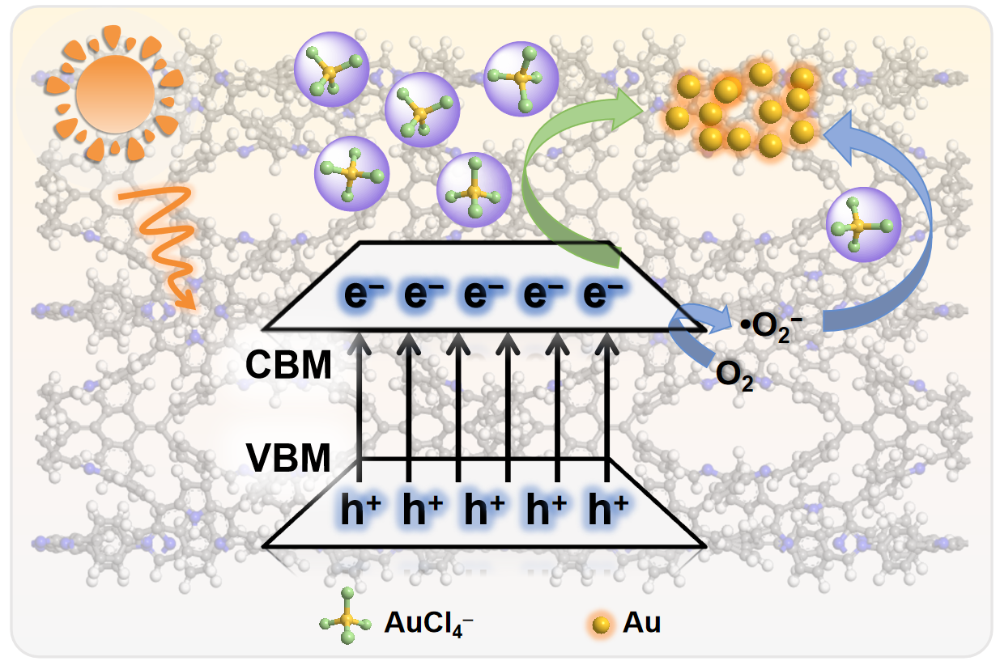 e⁻ e⁻ e⁻ e⁻ e⁻
•O₂⁻
CBM
O₂
VBM
h⁺ h⁺ h⁺ h⁺ h⁺
AuCl₄⁻ Au